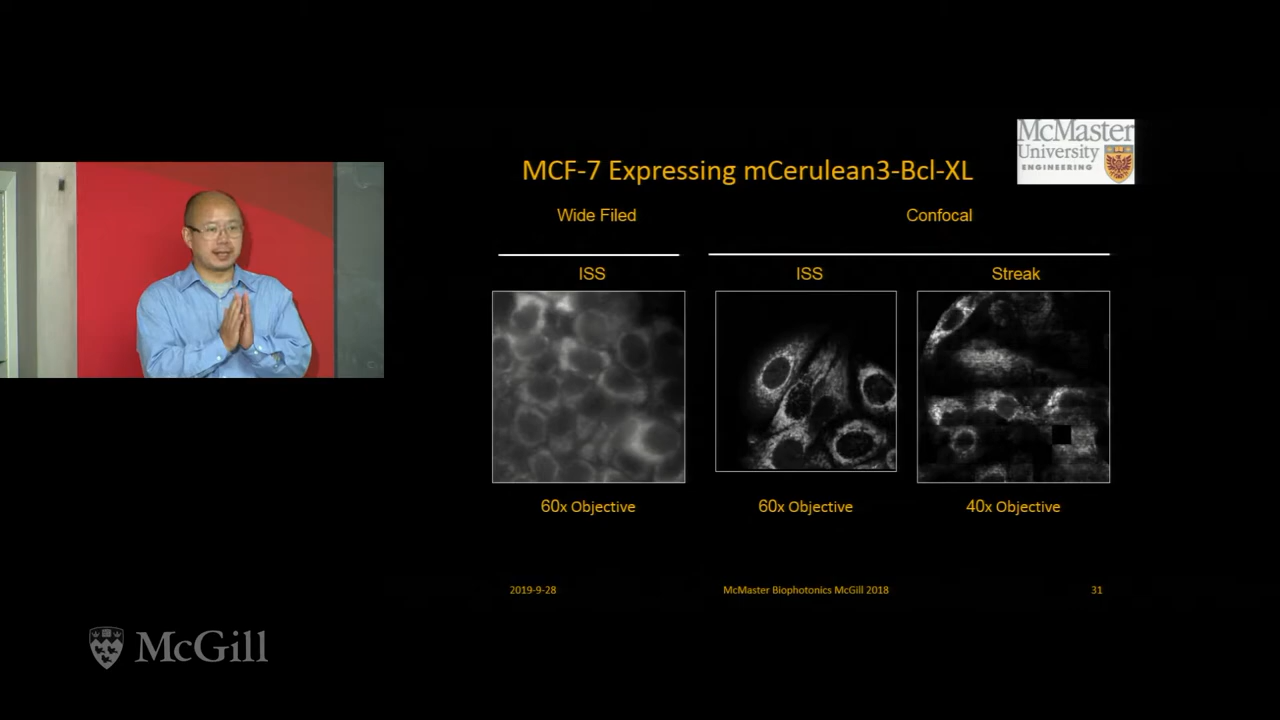 McMaster
University
ENGINEERING
MCF-7 Expressing mCerulean3-Bcl-XL
Wide Filed
Confocal
ISS
ISS
Streak
60x Objective
60x Objective
40x Objective
2019-9-28
McMaster Biophotonics McGill 2018
31
McGill